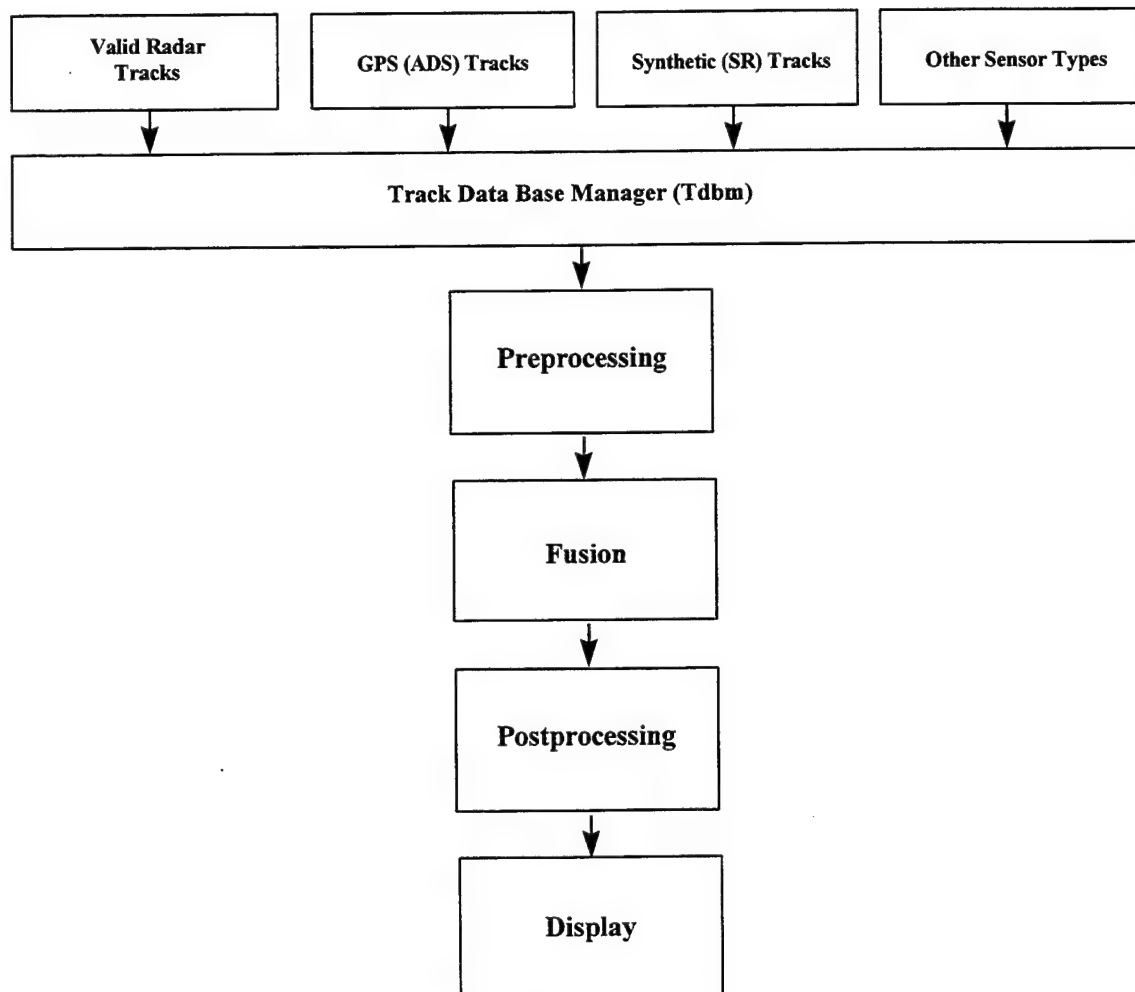 Valid Radar
Tracks
GPS (ADS) Tracks
Synthetic (SR) Tracks
Other Sensor Types
Track Data Base Manager (Tdbm)
Preprocessing
Fusion
Postprocessing
Display